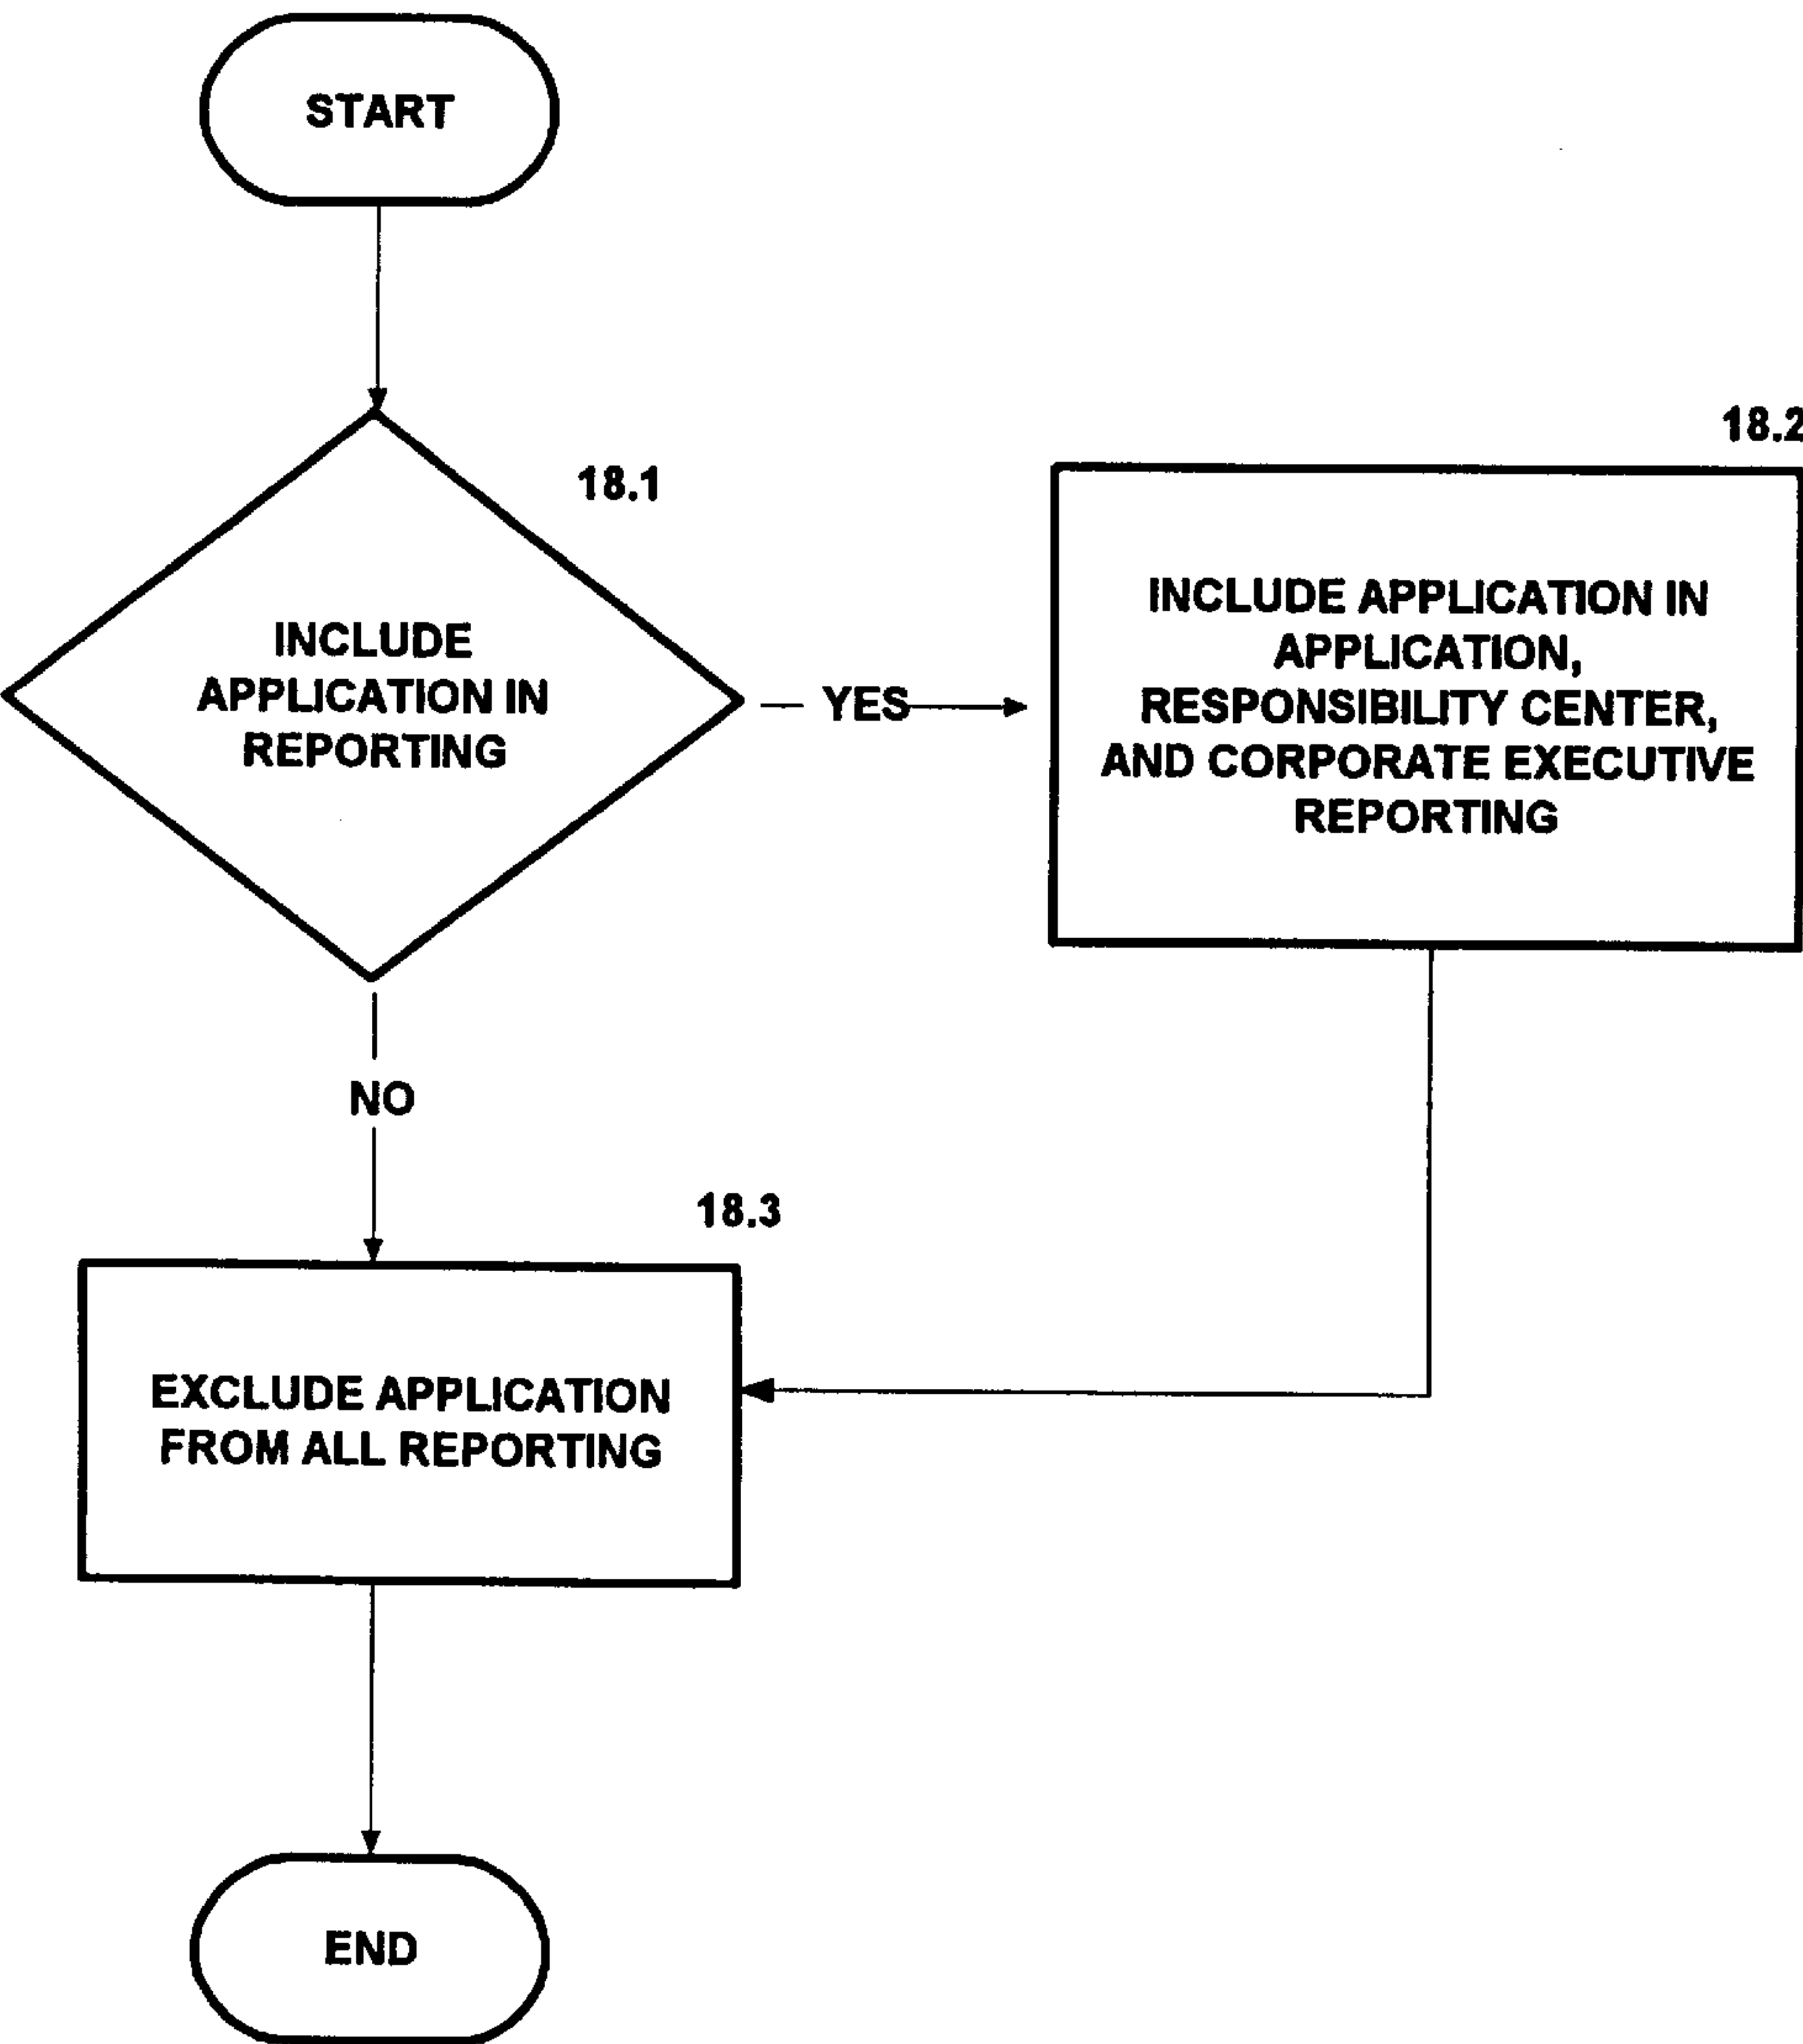 START
18.1
INCLUDE
APPLICATION IN
REPORTING
YES
18.2
INCLUDE APPLICATION IN
APPLICATION,
RESPONSIBILITY CENTER,
AND CORPORATE EXECUTIVE
REPORTING
NO
18.3
EXCLUDE APPLICATION
FROM ALL REPORTING
END